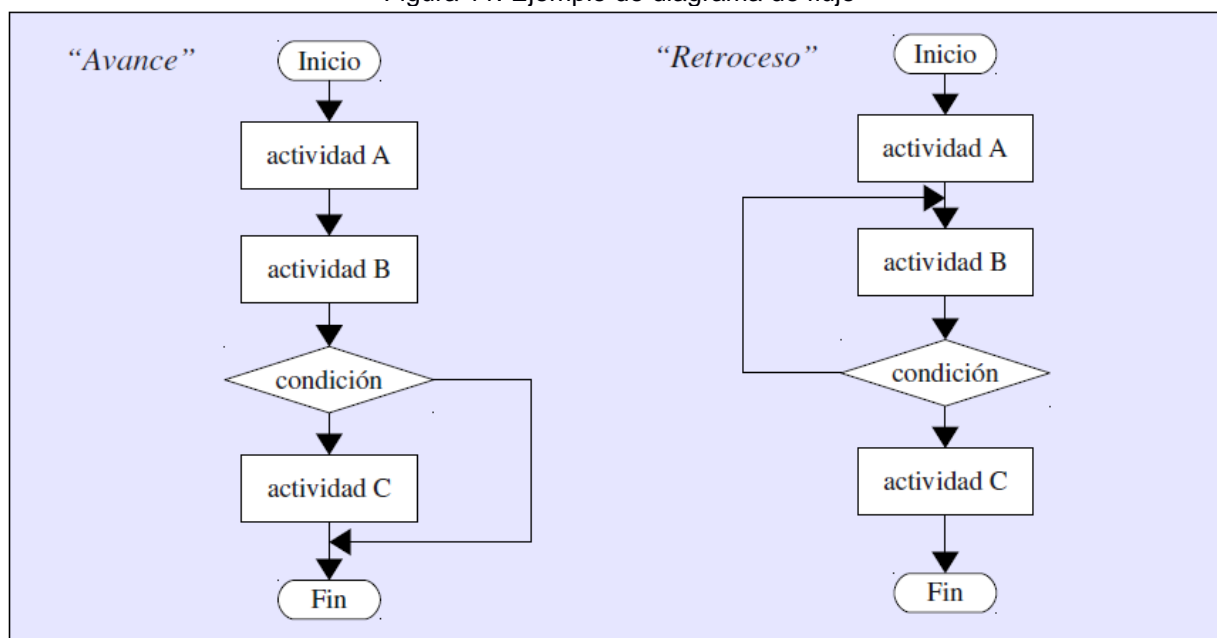 Figura 11. Ejemplo de diagrama de flujo
“Avance”
Inicio
actividad A
actividad B
condición
actividad C
Fin
“Retroceso”
Inicio
actividad A
actividad B
condición
actividad C
Fin